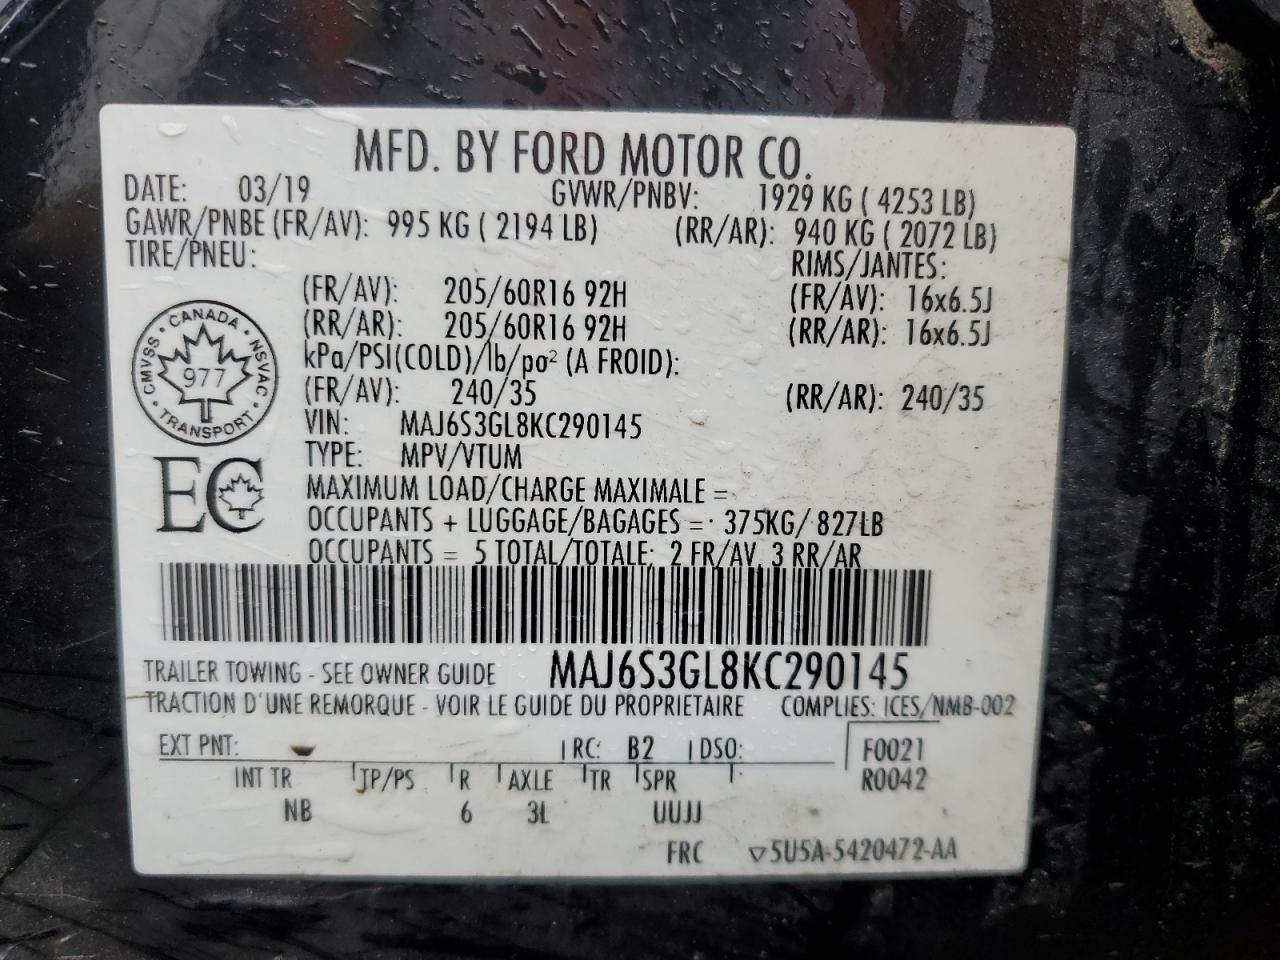 MFD. BY FORD MOTOR CO.
DATE: 03/19 GVWR/PNBV: 1929 KG ( 4253 LB)
GAWR/PNBE (FR/AV): 995 KG ( 2194 LB) (RR/AR): 940 KG ( 2072 LB)
TIRE/PNEU: RIMS/JANTES:
(FR/AV): 205/60R16 92H (FR/AV): 16x6.5J
(RR/AR): 205/60R16 92H (RR/AR): 16x6.5J
kPa/PSI(COLD)/lb/po² (A FROID):
(FR/AV): 240/35 (RR/AR): 240/35
CMVSS • CANADA • NSVAC • TRANSPORT •
977
VIN: MAJ6S3GL8KC290145
TYPE: MPV/VTUM
EC
MAXIMUM LOAD/CHARGE MAXIMALE =
OCCUPANTS + LUGGAGE/BAGAGES = 375KG/ 827LB
OCCUPANTS = 5 TOTAL/TOTALE; 2 FR/AV, 3 RR/AR
TRAILER TOWING - SEE OWNER GUIDE MAJ6S3GL8KC290145
TRACTION D'UNE REMORQUE - VOIR LE GUIDE DU PROPRIETAIRE COMPLIES: ICES/NMB-002
EXT PNT: RC: B2 DSO: F0021
INT TR TP/PS R AXLE TR SPR R0042
NB 6 3L UUJJ
FRC ▽5U5A-5420472-AA